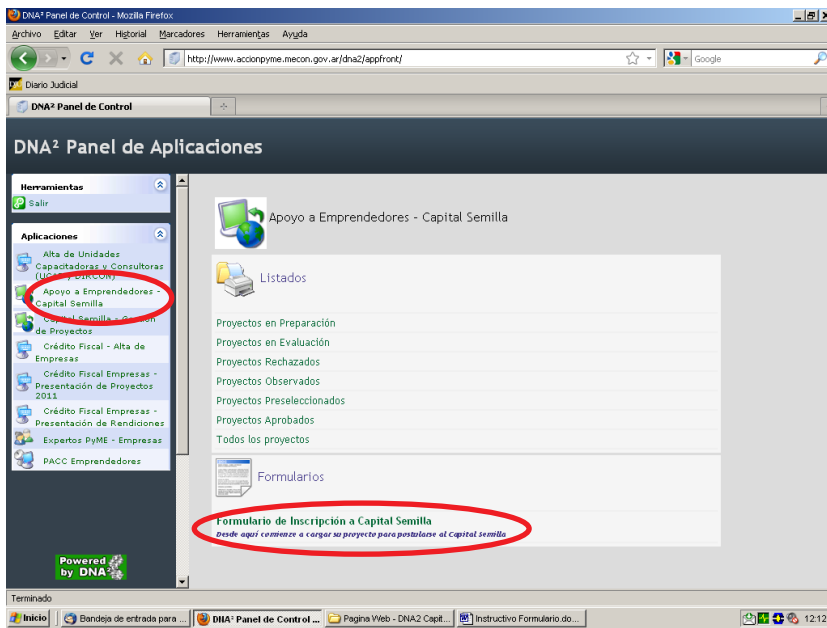 DNA² Panel de Control - Mozilla Firefox
Archivo Editar Ver Historial Marcadores Herramientas Ayuda
http://www.accionpyme.mecon.gov.ar/dna2/appfront/
Google
Diario Judicial
DNA² Panel de Control
DNA² Panel de Aplicaciones
Herramientas
Salir
Aplicaciones
Alta de Unidades
Capacitadoras y Consultoras
(UCAP y DIRCON)
Apoyo a Emprendedores -
Capital Semilla
Capital Semilla - Gestión
de Proyectos
Crédito Fiscal - Alta de
Empresas
Crédito Fiscal Empresas -
Presentación de Proyectos
2011
Crédito Fiscal Empresas -
Presentación de Rendiciones
Expertos PyME - Empresas
PACC Emprendedores
Powered
by DNA²
Apoyo a Emprendedores - Capital Semilla
Listados
Proyectos en Preparación
Proyectos en Evaluación
Proyectos Rechazados
Proyectos Observados
Proyectos Preseleccionados
Proyectos Aprobados
Todos los proyectos
Formularios
Formulario de Inscripción a Capital Semilla
Desde aquí comienze a cargar su proyecto para postularse al Capital Semilla
Terminado
Inicio
Bandeja de entrada para ...
DNA² Panel de Control ...
Pagina Web - DNA2 Capit...
Instructivo Formulario.do...
12:12